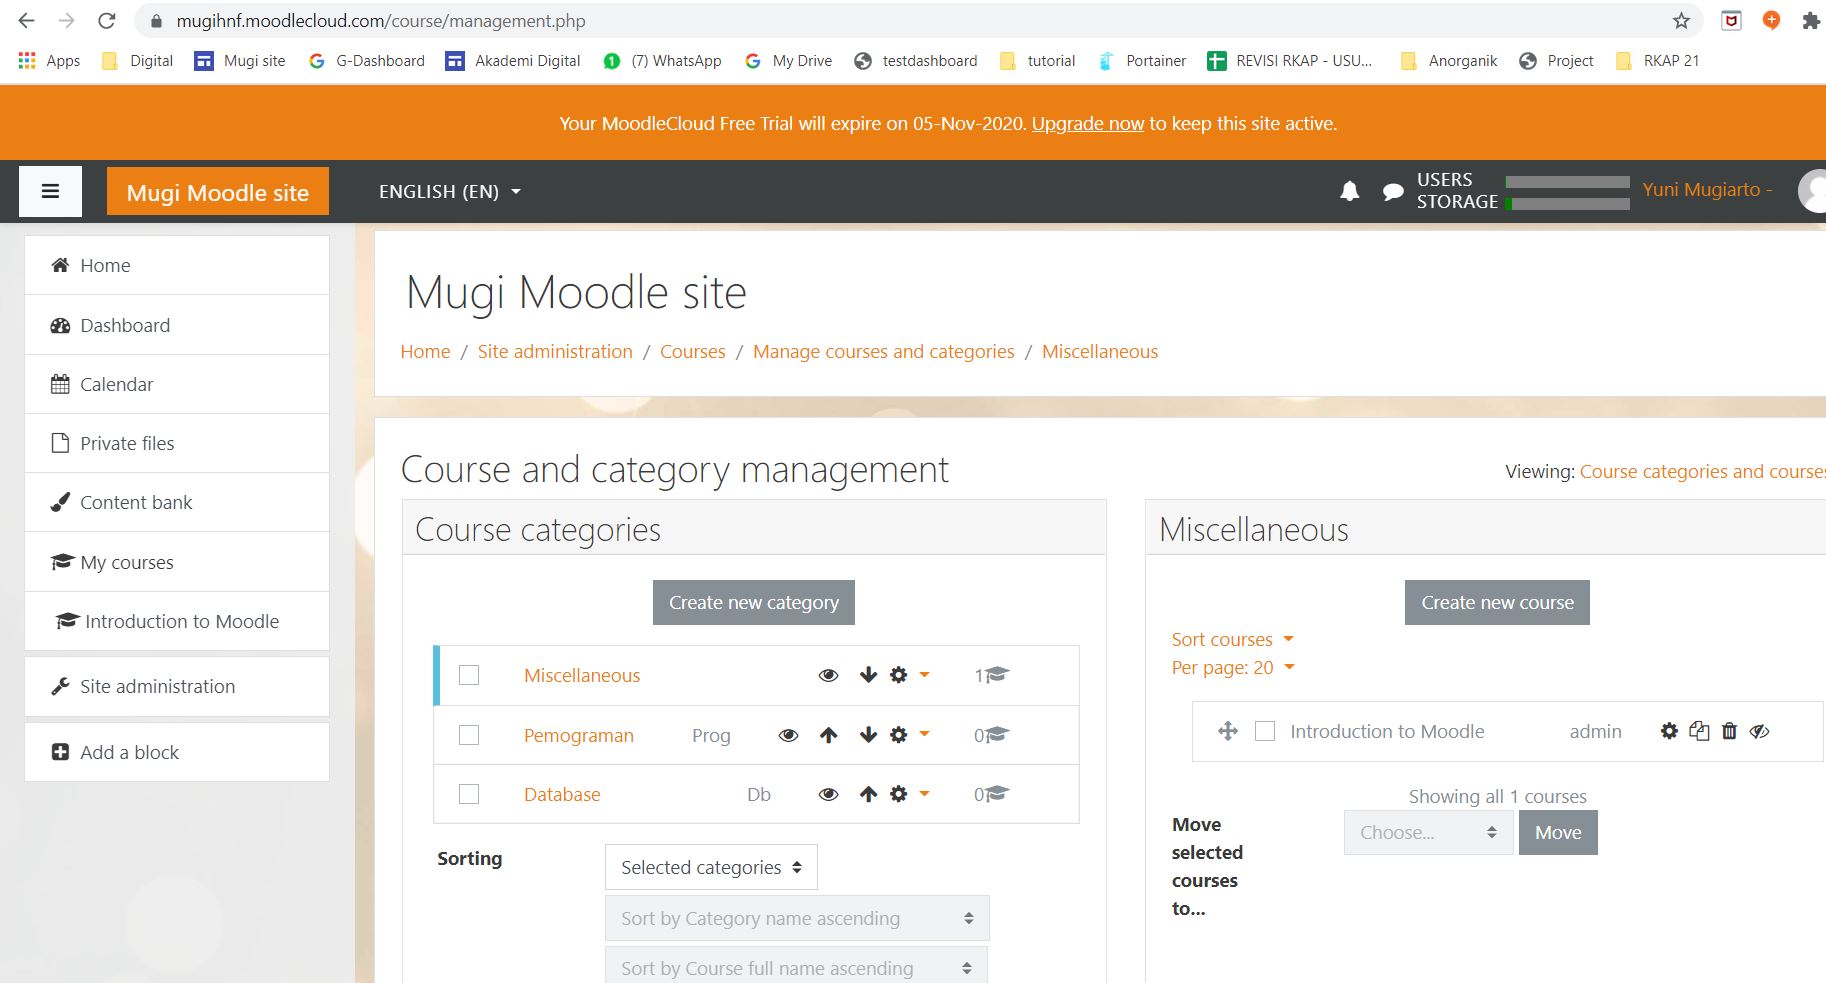 mugihnf.moodlecloud.com/course/management.php
Apps Digital Mugi site G-Dashboard Akademi Digital (7) WhatsApp My Drive testdashboard tutorial Portainer REVISI RKAP - USU... Anorganik Project RKAP 21
Your MoodleCloud Free Trial will expire on 05-Nov-2020. Upgrade now to keep this site active.
Mugi Moodle site ENGLISH (EN) USERS
STORAGE Yuni Mugiarto -
Home
Dashboard
Calendar
Private files
Content bank
My courses
Introduction to Moodle
Site administration
Add a block
Mugi Moodle site
Home / Site administration / Courses / Manage courses and categories / Miscellaneous
Course and category management
Viewing: Course categories and courses
Course categories
Create new category
Miscellaneous 1
Pemograman Prog 0
Database Db 0
Sorting
Selected categories
Sort by Category name ascending
Sort by Course full name ascending
Miscellaneous
Create new course
Sort courses
Per page: 20
Introduction to Moodle admin
Showing all 1 courses
Move
selected
courses
to...
Choose... Move